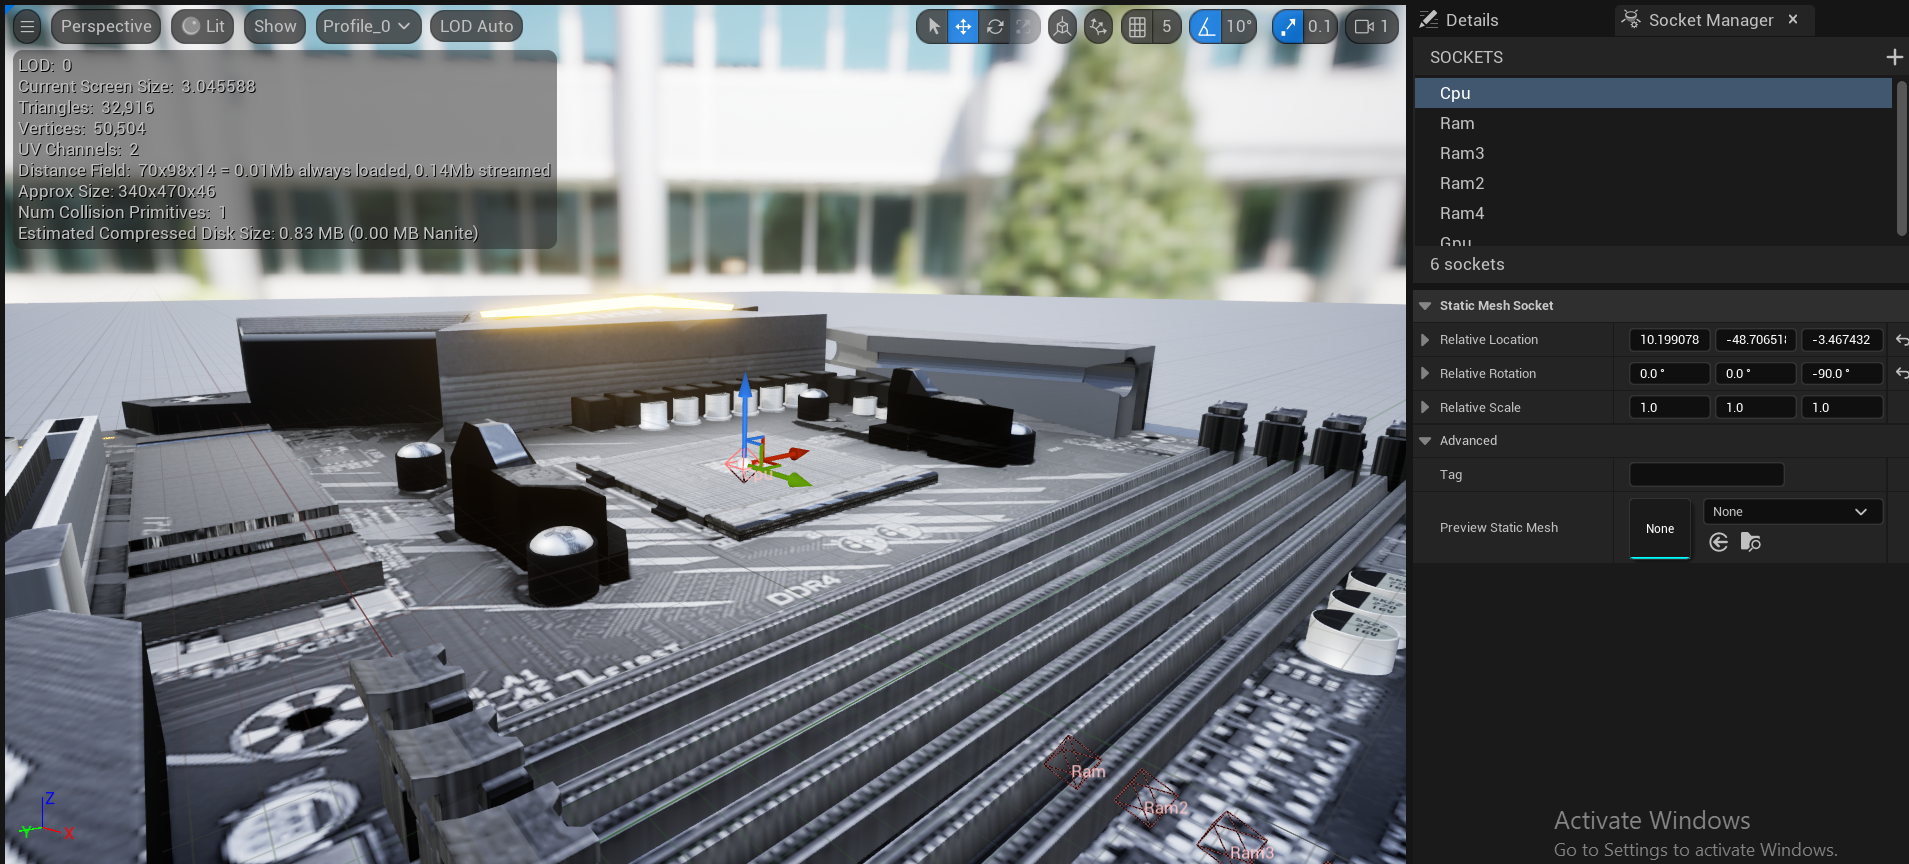 Perspective
Lit
Show
Profile_0
LOD Auto
5
10°
0.1
1
LOD: 0
Current Screen Size: 3.045588
Triangles: 32,916
Vertices: 50,504
UV Channels: 2
Distance Field: 70x98x14 = 0.01Mb always loaded, 0.14Mb streamed
Approx Size: 340x470x46
Num Collision Primitives: 1
Estimated Compressed Disk Size: 0.83 MB (0.00 MB Nanite)
DDR4
Ram
Ram2
Ram3
Z
Y
X
Details
Socket Manager
SOCKETS
Cpu
Ram
Ram3
Ram2
Ram4
Gpu
6 sockets
Static Mesh Socket
Relative Location 10.199078 -48.70651 -3.467432
Relative Rotation 0.0 ° 0.0 ° -90.0 °
Relative Scale 1.0 1.0 1.0
Advanced
Tag
Preview Static Mesh
None
None
Activate Windows
Go to Settings to activate Windows.